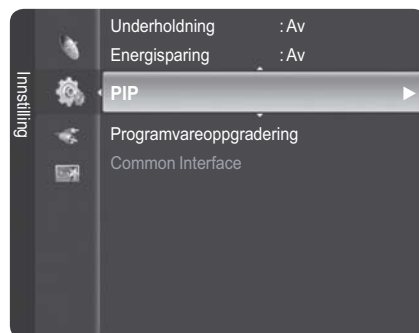 Innstilling
Underholdning : Av
Energisparing : Av
PIP
Programvareoppgradering
Common Interface